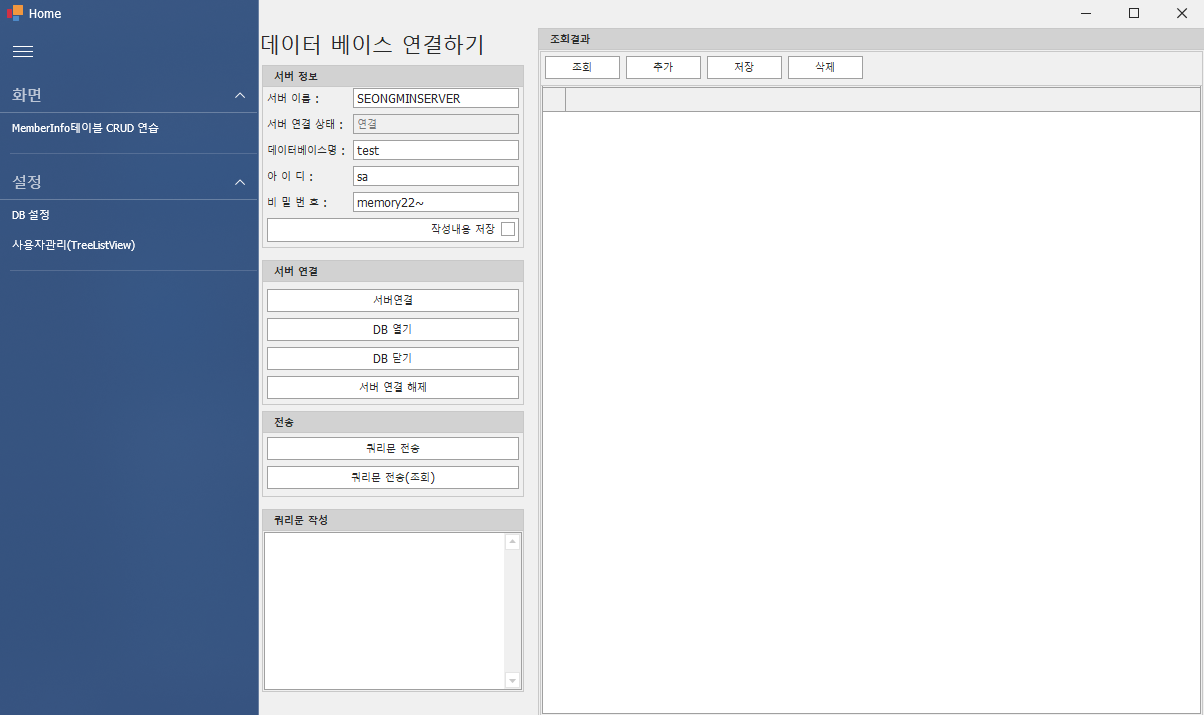 Home
화면
MemberInfo테이블 CRUD 연습
설정
DB 설정
사용자관리(TreeListView)
데이터 베이스 연결하기
서버 정보
서버 이름 : SEONGMINSERVER
서버 연결 상태 : 연결
데이터베이스명 : test
아 이 디 : sa
비 밀 번 호 : memory22~
작성내용 저장
서버 연결
서버연결
DB 열기
DB 닫기
서버 연결 해제
전송
쿼리문 전송
쿼리문 전송(조회)
쿼리문 작성
조회결과
조회 추가 저장 삭제